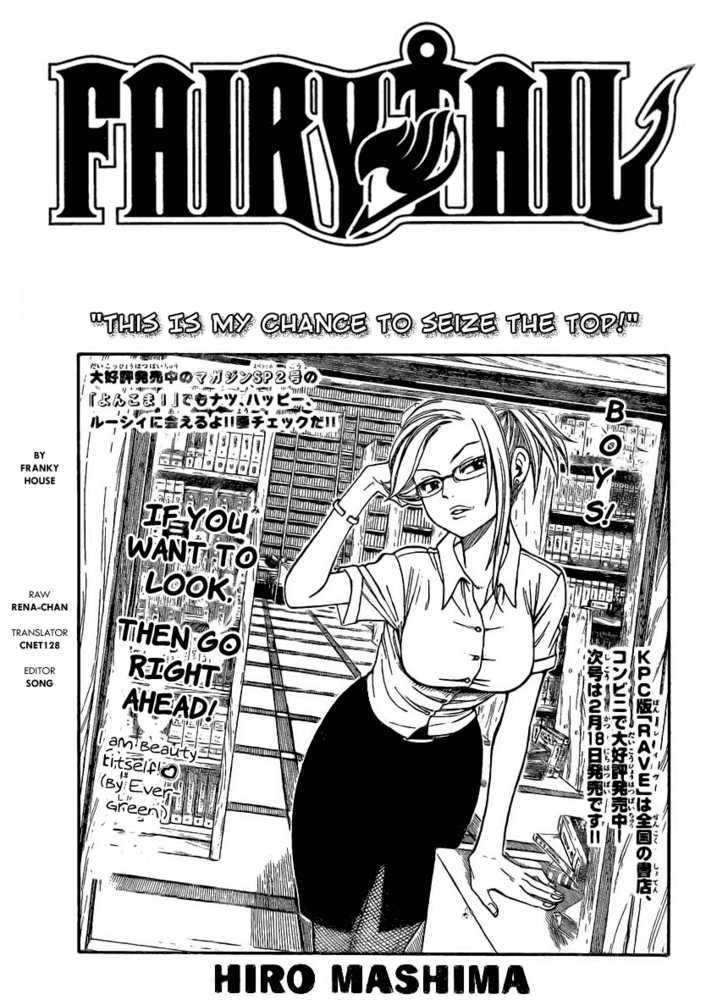 FAIRY TAIL
"THIS IS MY CHANCE TO SEIZE THE TOP!"
大好評発売中のマガジンSP2号の
「よんこま!」でもナツ、ハッピー、
ルーシィに会えるよ!!要チェックだ!!
BOYS!
BY
FRANKY
HOUSE
IF YOU
WANT TO
LOOK,
THEN GO
RIGHT
AHEAD!
I am Beauty
itself!
(By Ever-
Green)
RAW
RENA-CHAN
TRANSLATOR
CNET128
EDITOR
SONG
KPC版「RAVE」は全国の書店、
コンビニで大好評発売中!
次号は2月18日発売です!!
HIRO MASHIMA